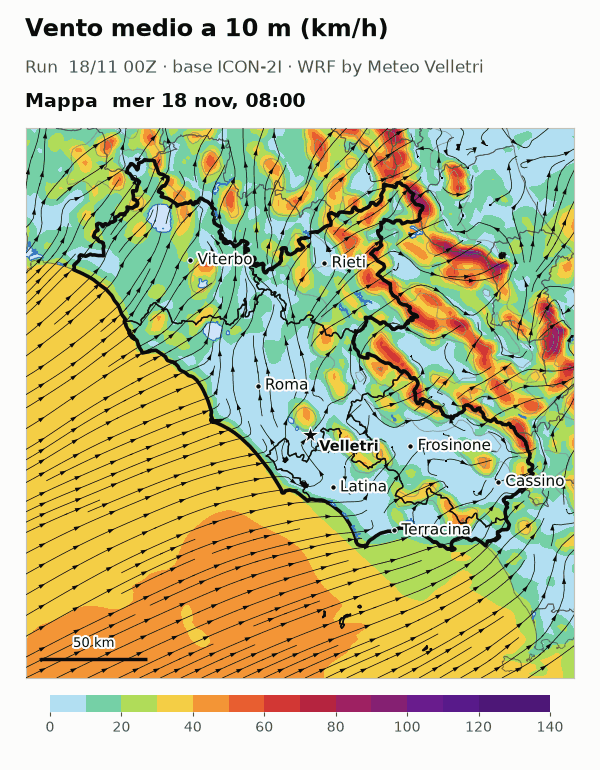 Vento medio a 10 m (km/h)
Run 18/11 00Z · base ICON-2I · WRF by Meteo Velletri
Mappa mer 18 nov, 08:00
Viterbo
Rieti
Roma
Velletri
Frosinone
Cassino
Latina
Terracina
50 km
0 20 40 60 80 100 120 140